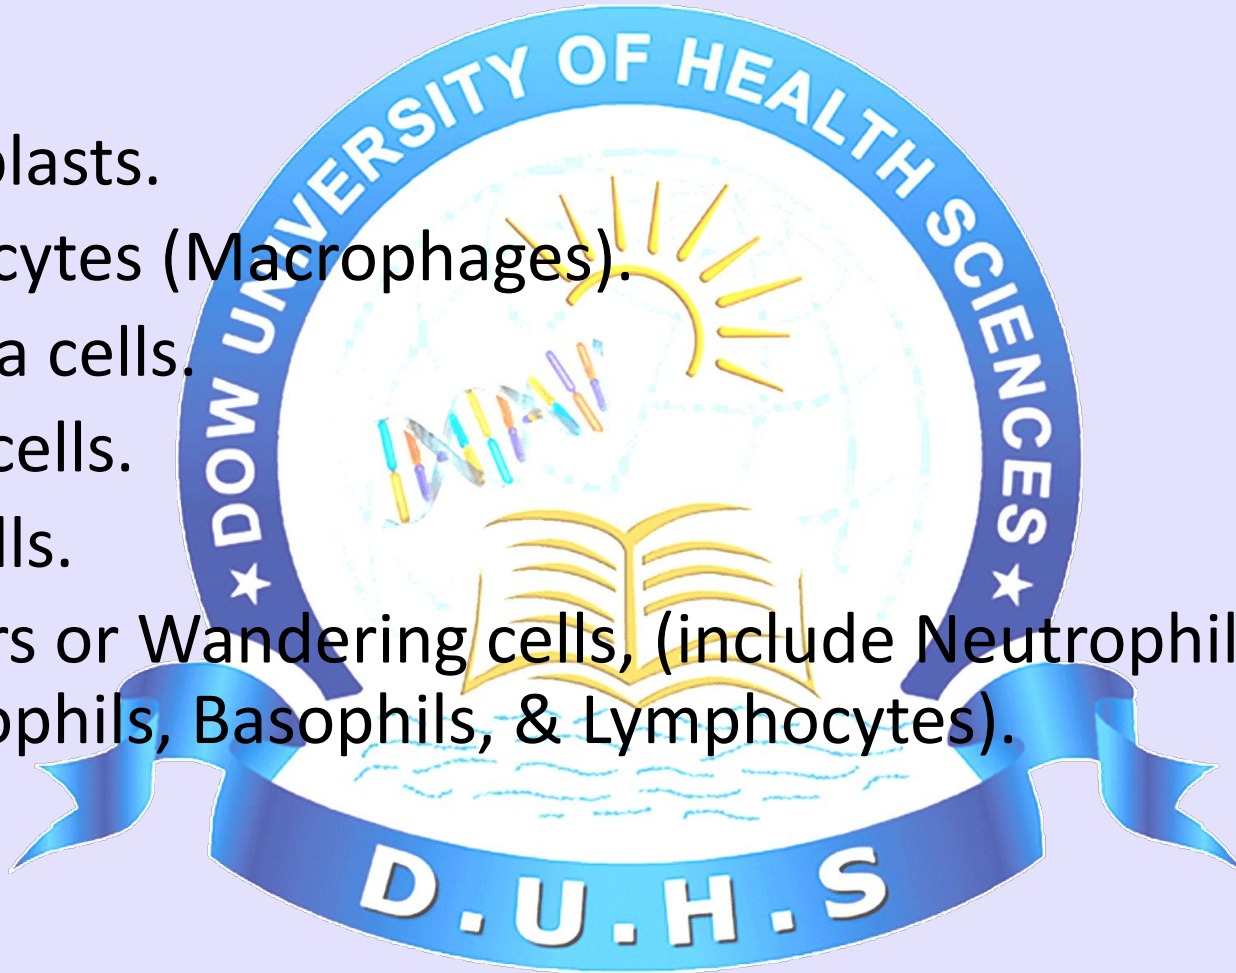 DOW UNIVERSITY OF HEALTH SCIENCES
blasts.
cytes (Macrophages).
a cells.
cells.
lls.
rs or Wandering cells, (include Neutrophil
ophils, Basophils, & Lymphocytes).
D.U.H.S